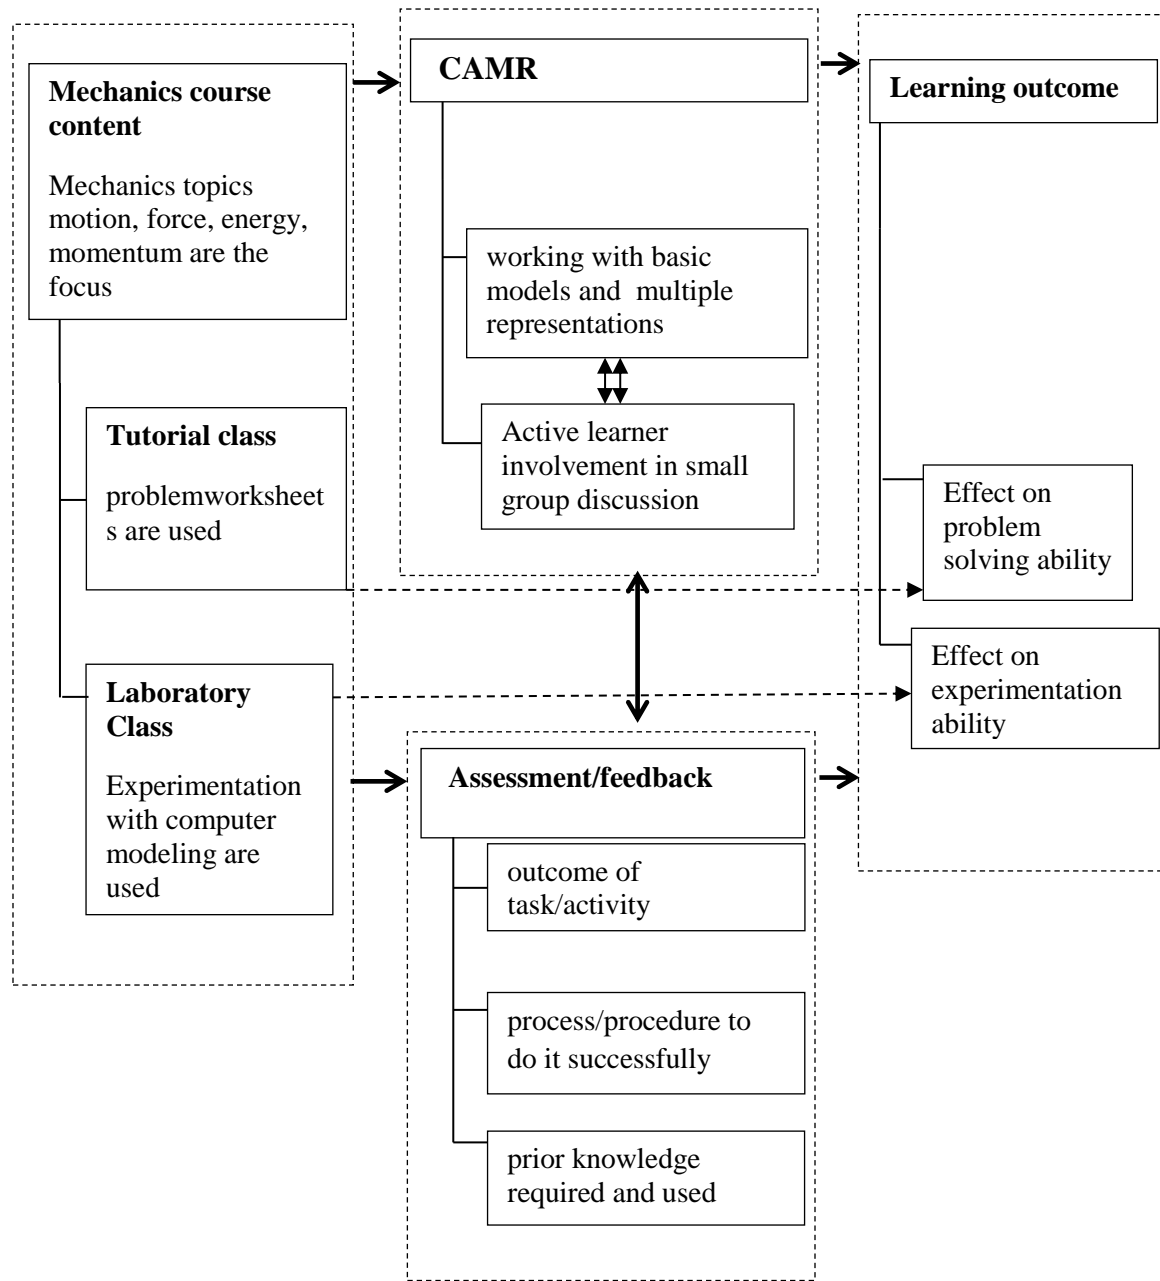 Mechanics course
content
Mechanics topics
motion, force, energy,
momentum are the
focus
Tutorial class
problemworksheet
s are used
Laboratory
Class
Experimentation
with computer
modeling are
used
CAMR
working with basic
models and multiple
representations
Active learner
involvement in small
group discussion
Assessment/feedback
outcome of
task/activity
process/procedure to
do it successfully
prior knowledge
required and used
Learning outcome
Effect on
problem
solving ability
Effect on
experimentation
ability